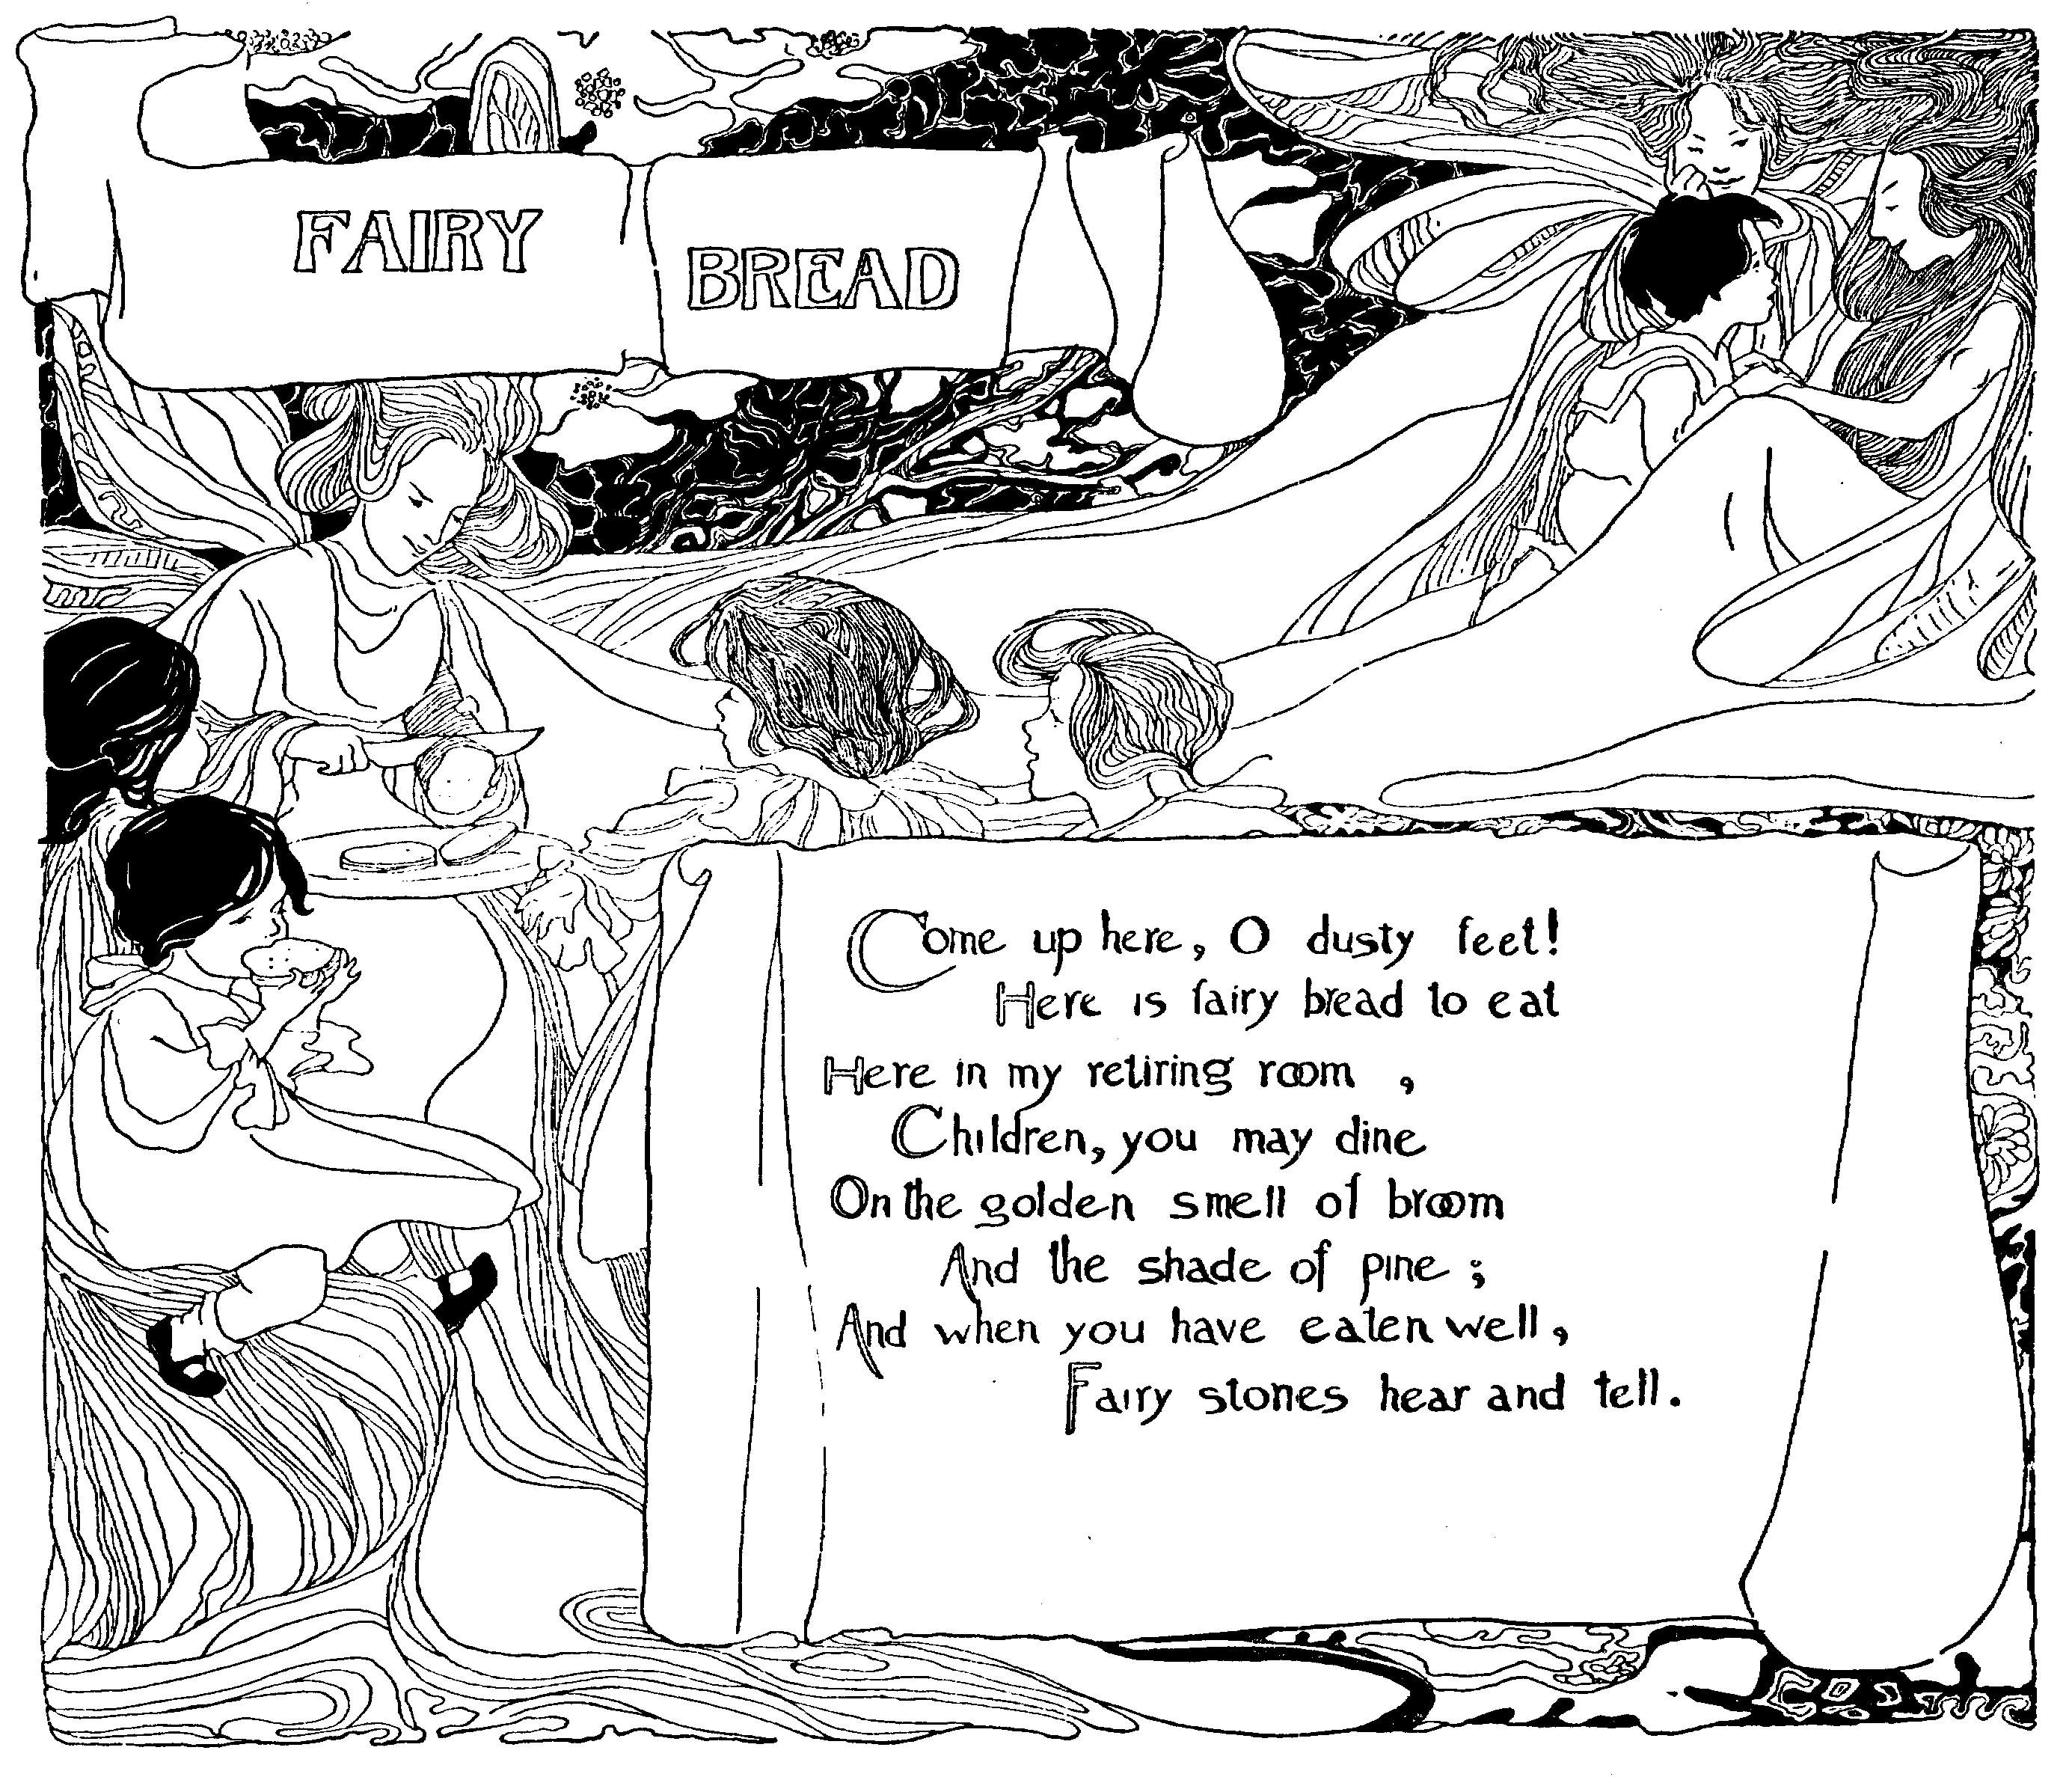 FAIRY BREAD
Come up here, O dusty feet!
Here is fairy bread to eat
Here in my retiring room,
Children, you may dine
On the golden smell of broom
And the shade of pine;
And when you have eaten well,
Fairy stones hear and tell.